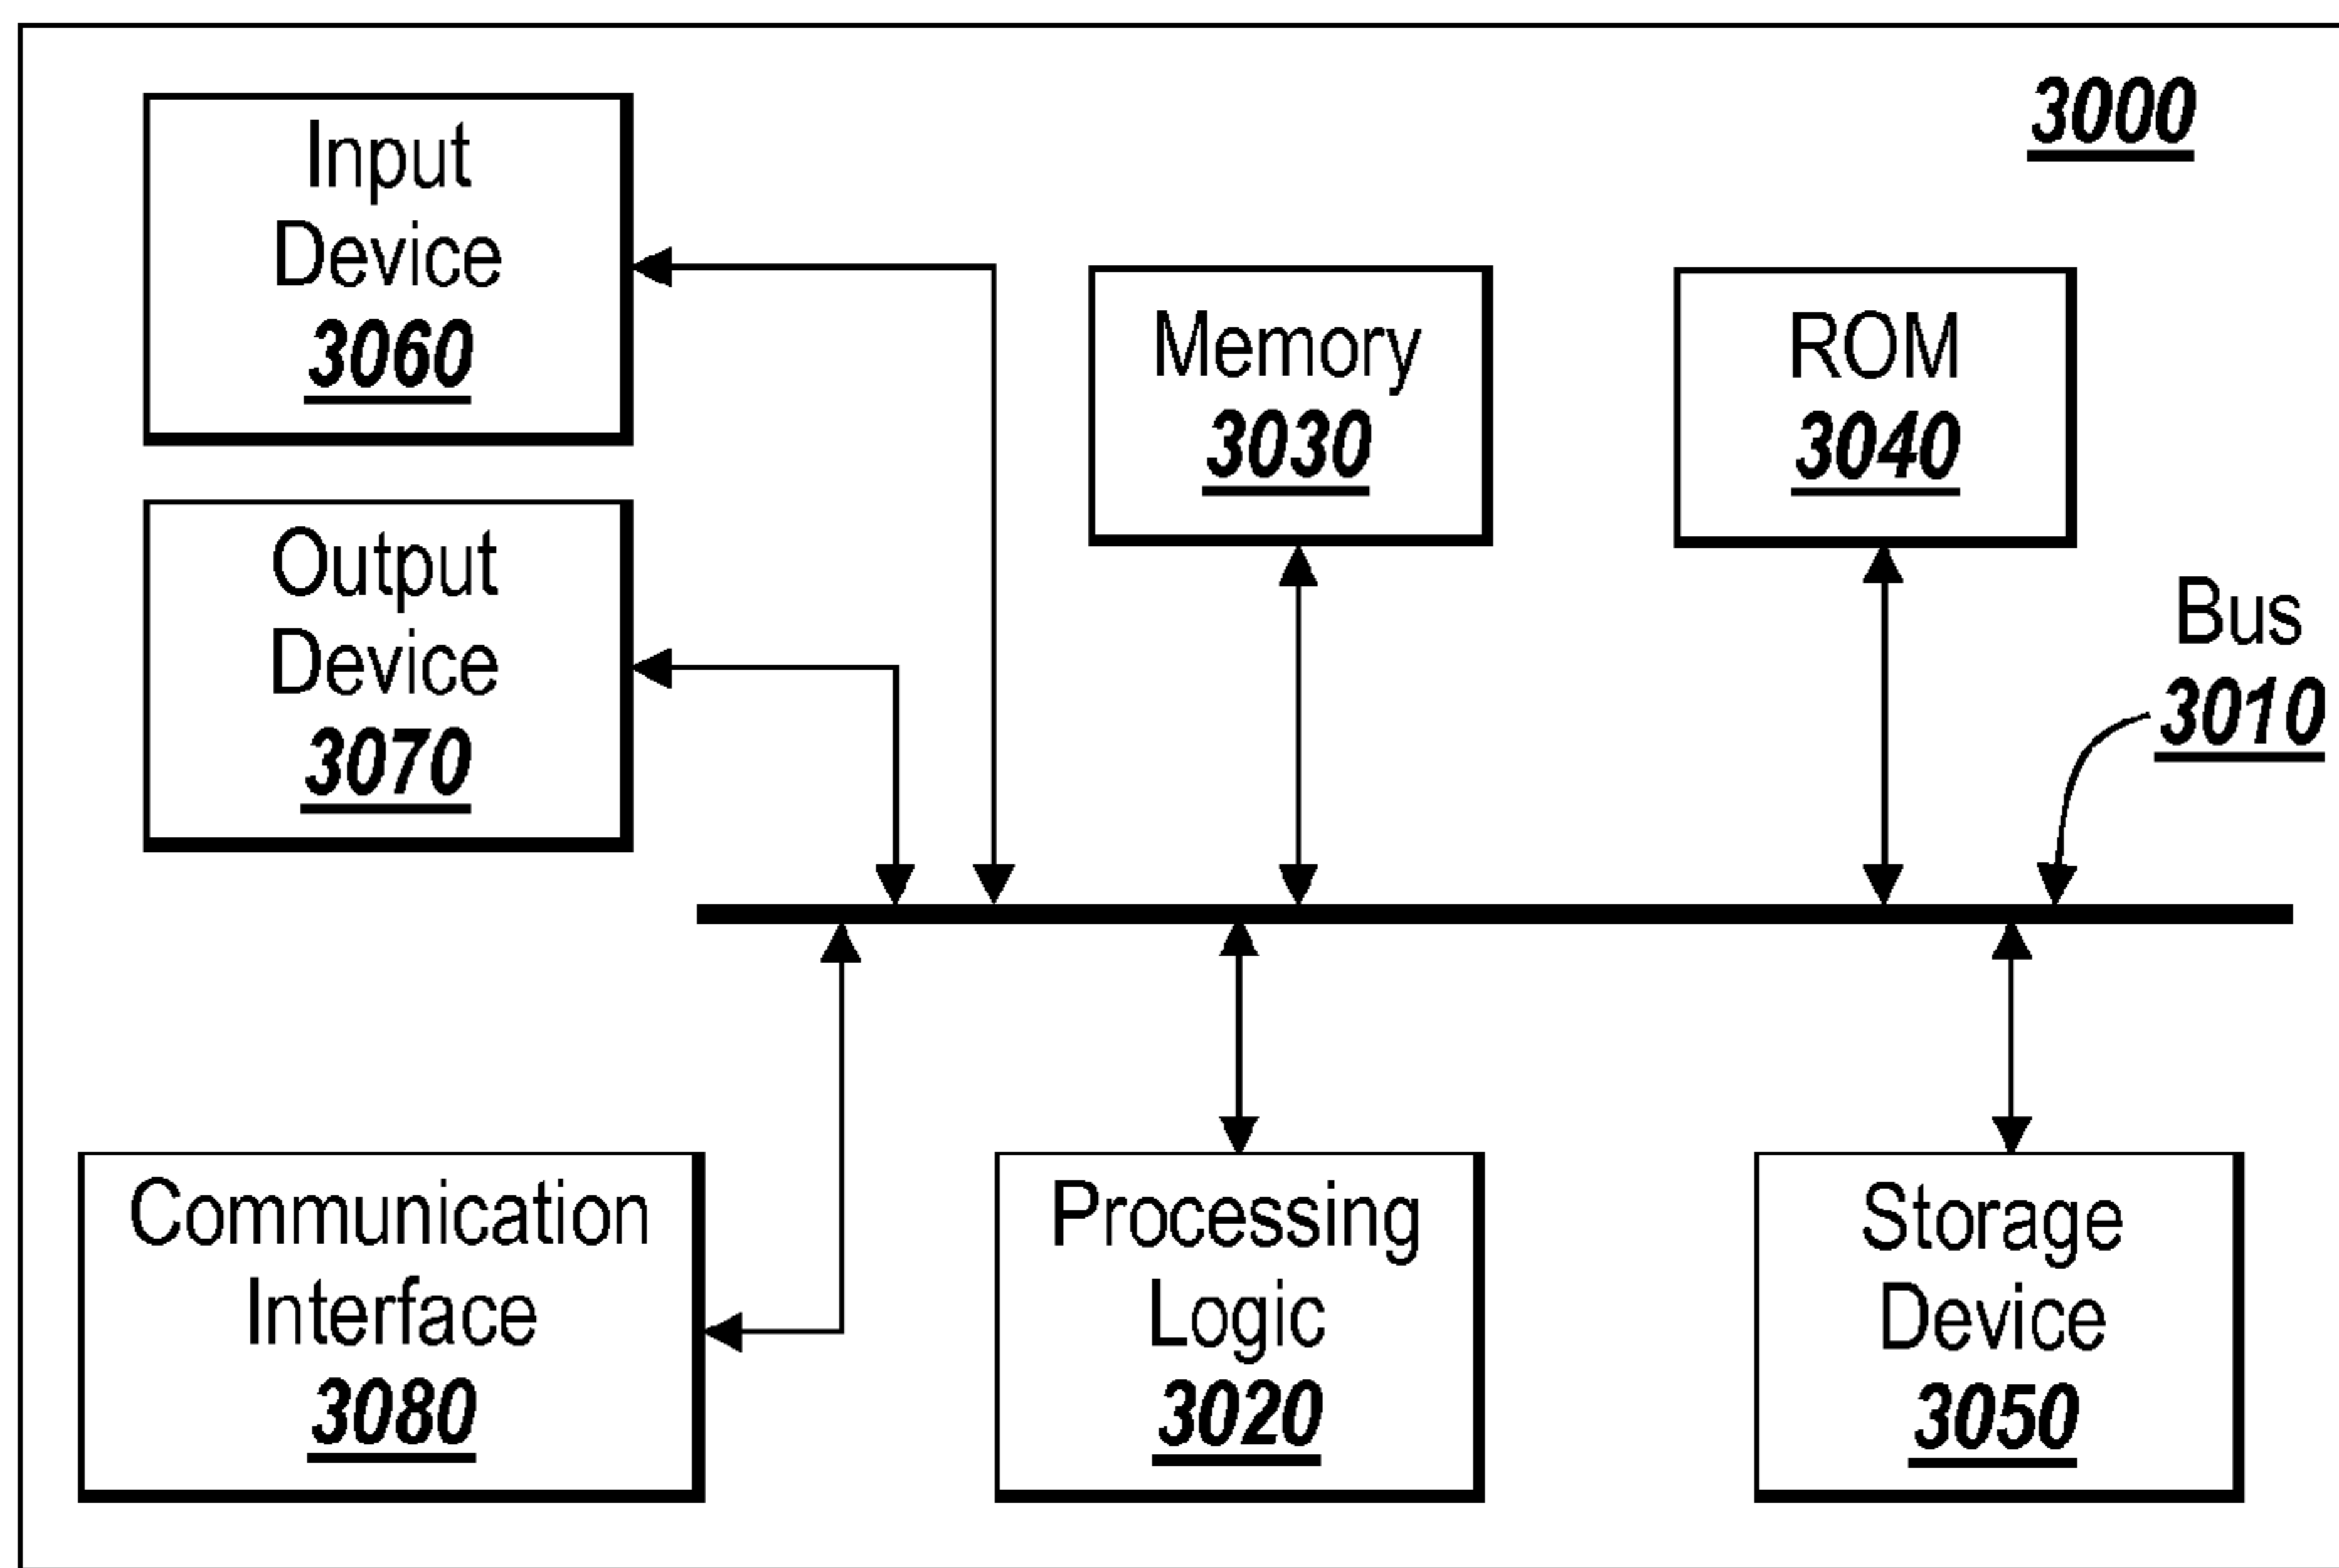 3000
Input
Device
3060
Memory
3030
ROM
3040
Output
Device
3070
Bus
3010
Communication
Interface
3080
Processing
Logic
3020
Storage
Device
3050